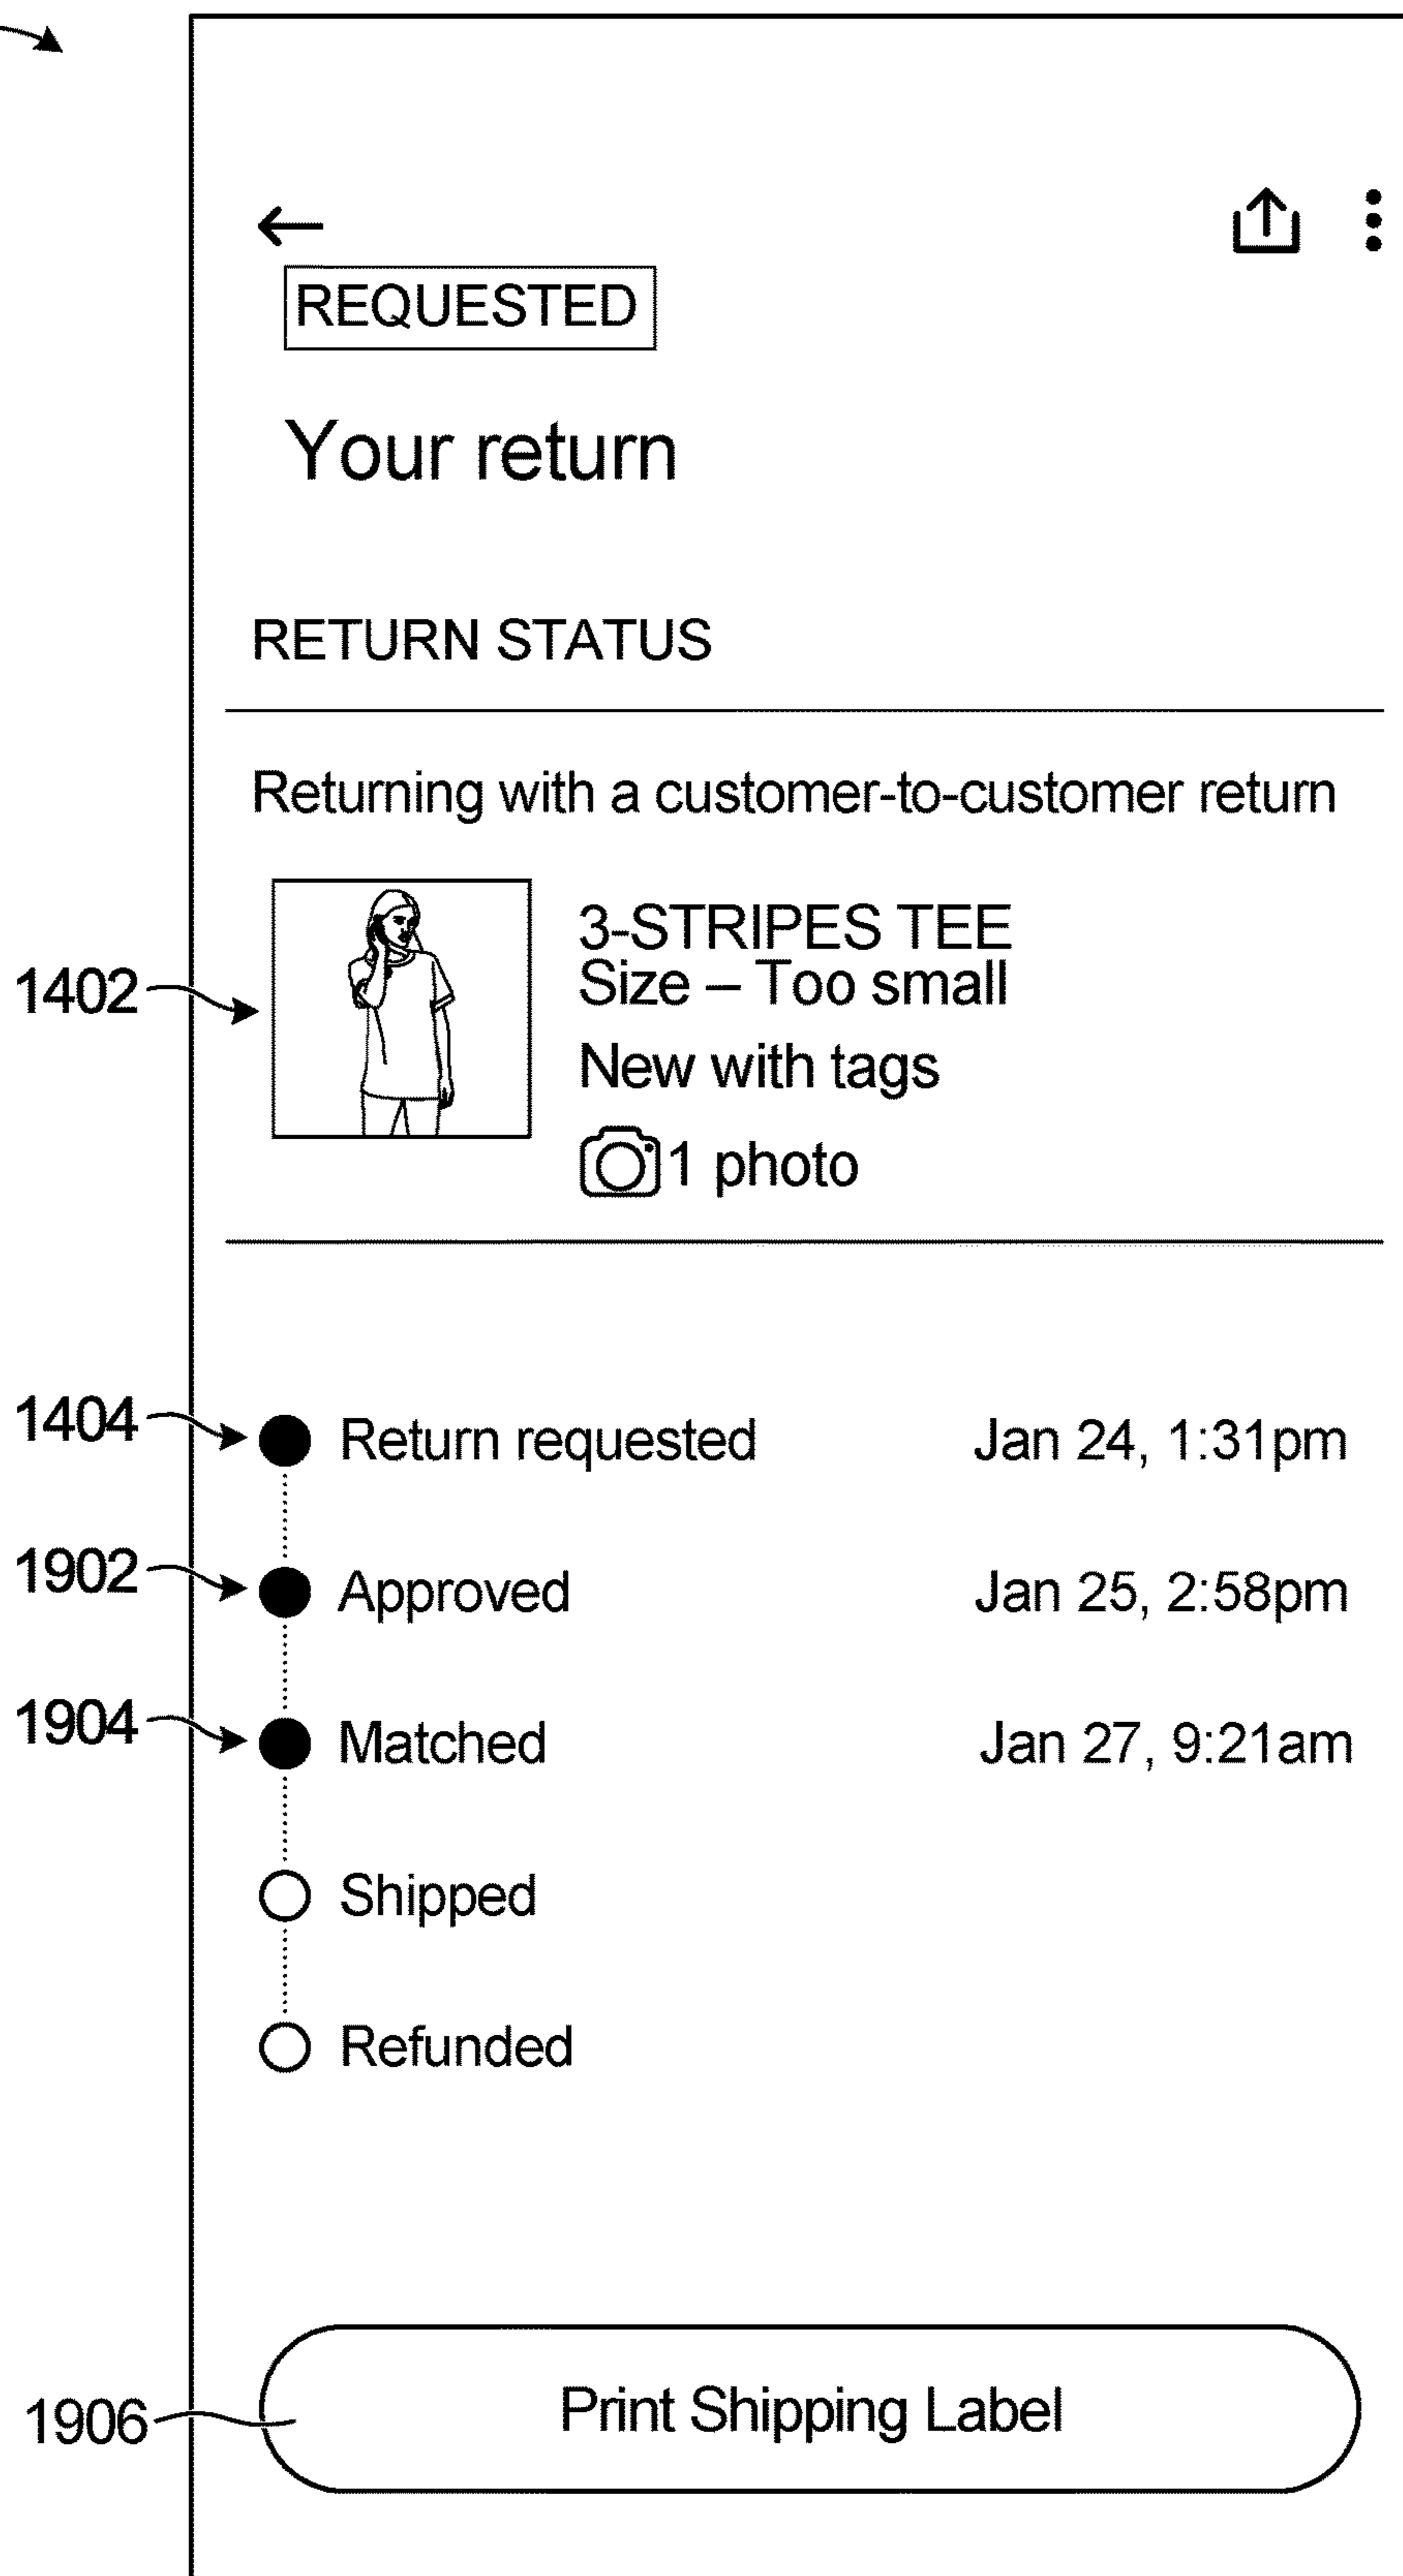 REQUESTED
Your return
RETURN STATUS
Returning with a customer-to-customer return
3-STRIPES TEE
Size – Too small
1402
New with tags
1 photo
1404 Return requested Jan 24, 1:31pm
1902 Approved Jan 25, 2:58pm
1904 Matched Jan 27, 9:21am
Shipped
Refunded
1906 Print Shipping Label